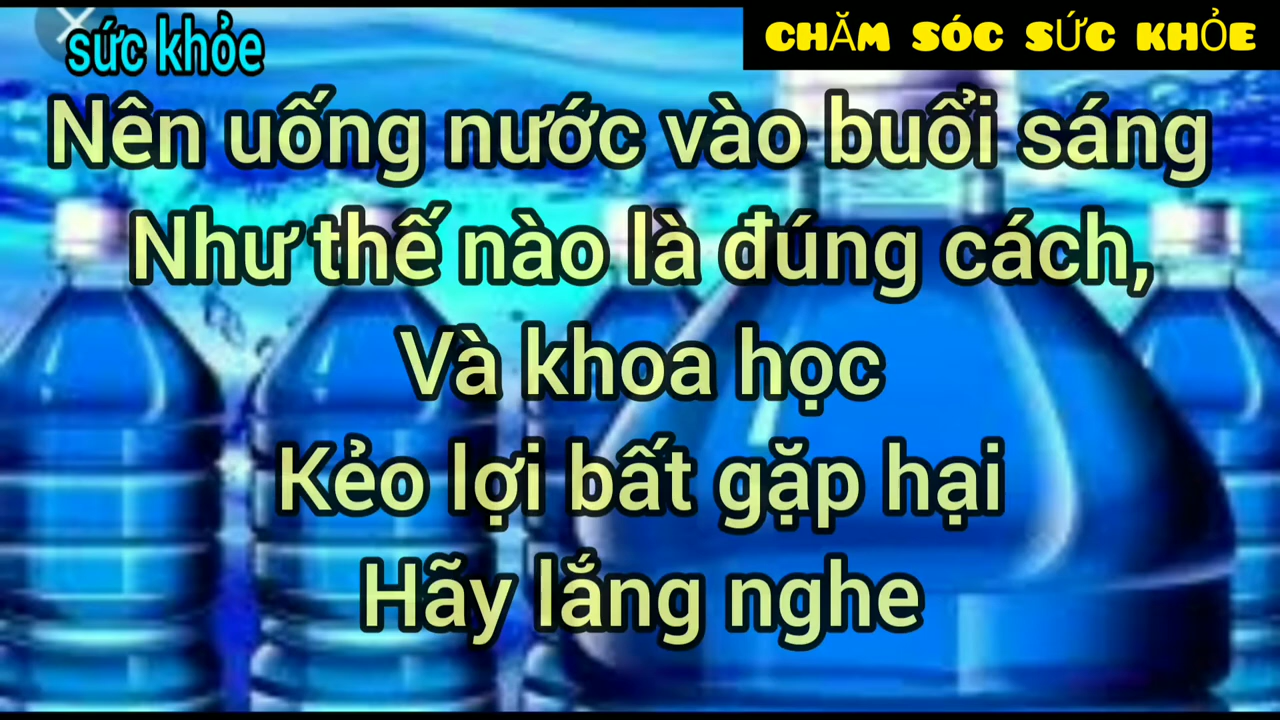 sức khỏe
CHĂM SÓC SỨC KHỎE
Nên uống nước vào buổi sáng
Như thế nào là đúng cách,
Và khoa học
Kẻo lợi bất gặp hại
Hãy lắng nghe